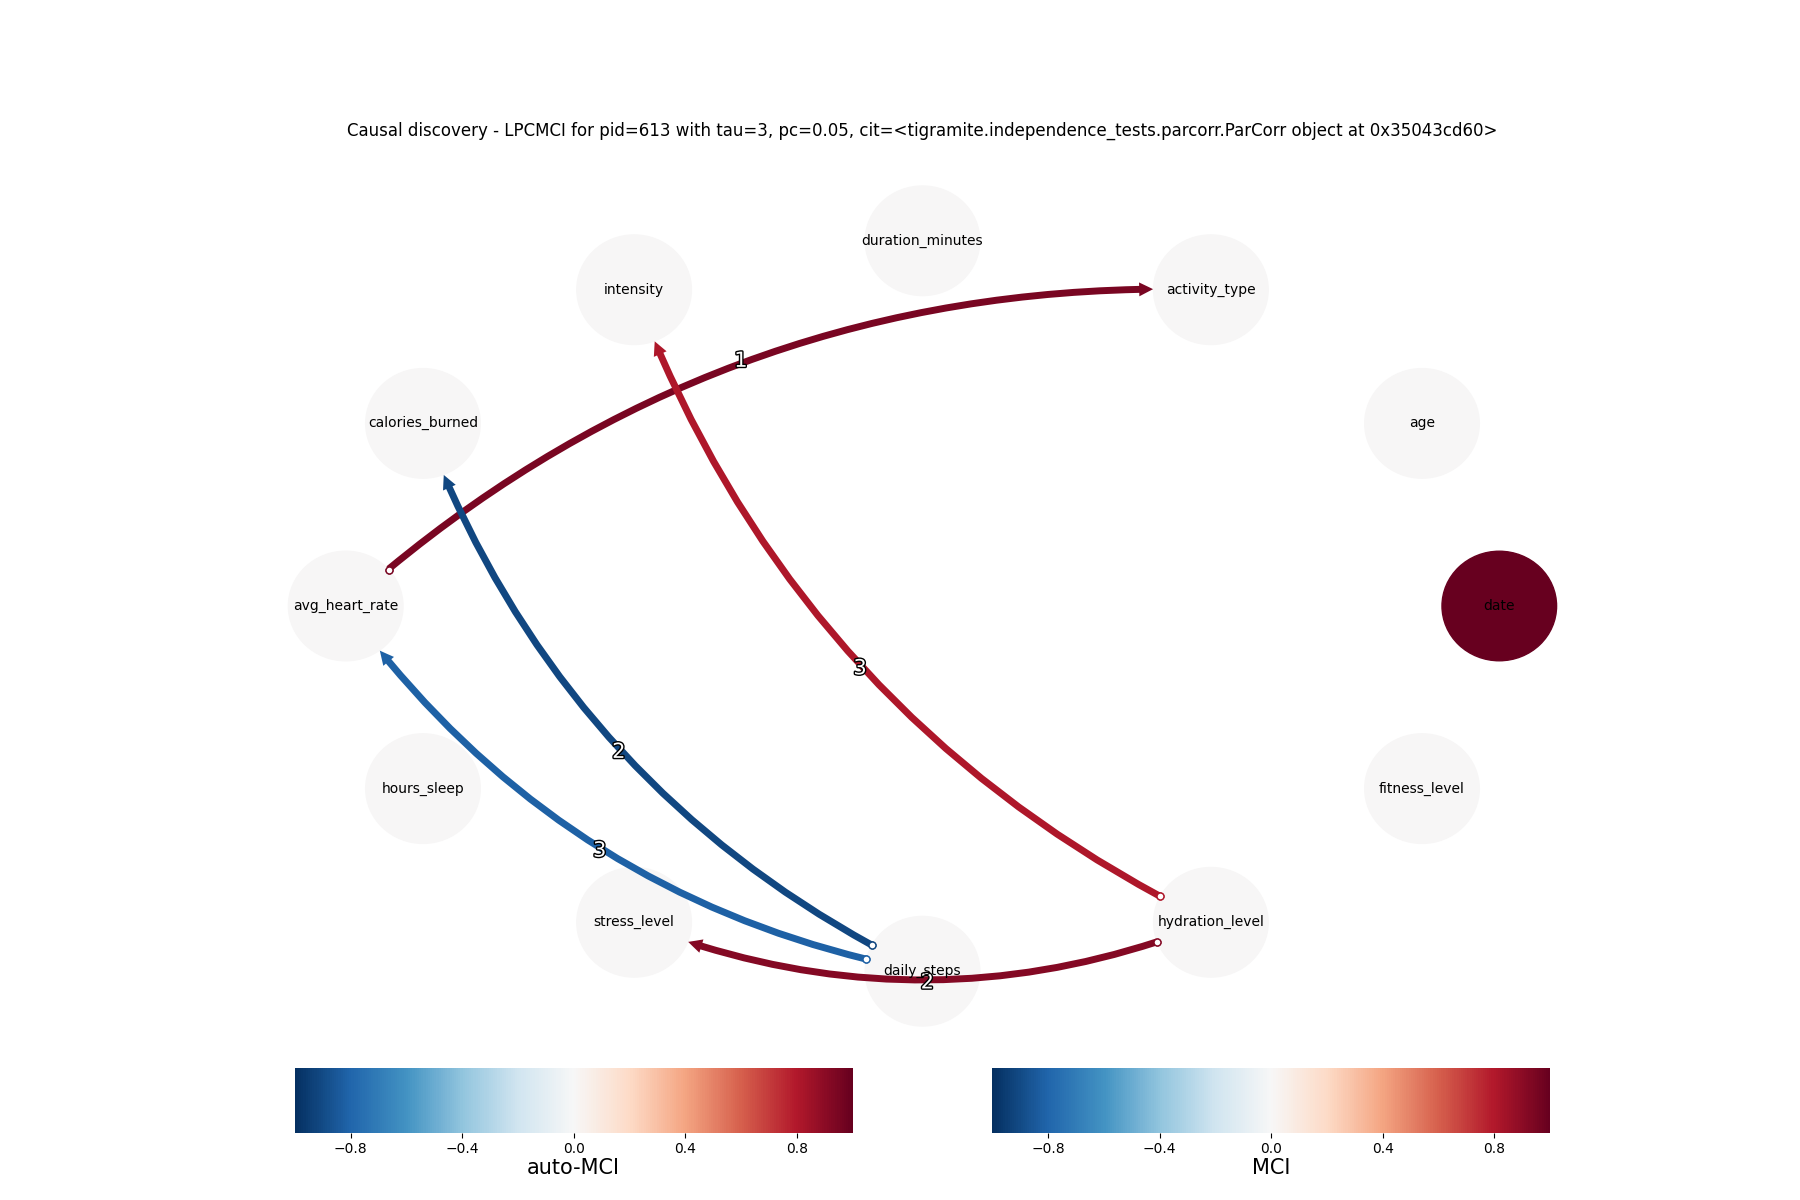 Causal discovery - LPCMCI for pid=613 with tau=3, pc=0.05, cit=<tigramite.independence_tests.parcorr.ParCorr object at 0x35043cd60>
duration_minutes
intensity
activity_type
1
calories_burned
age
avg_heart_rate
date
3
2
hours_sleep
fitness_level
3
stress_level
hydration_level
daily_steps
2
−0.8 −0.4 0.0 0.4 0.8
auto-MCI
−0.8 −0.4 0.0 0.4 0.8
MCI